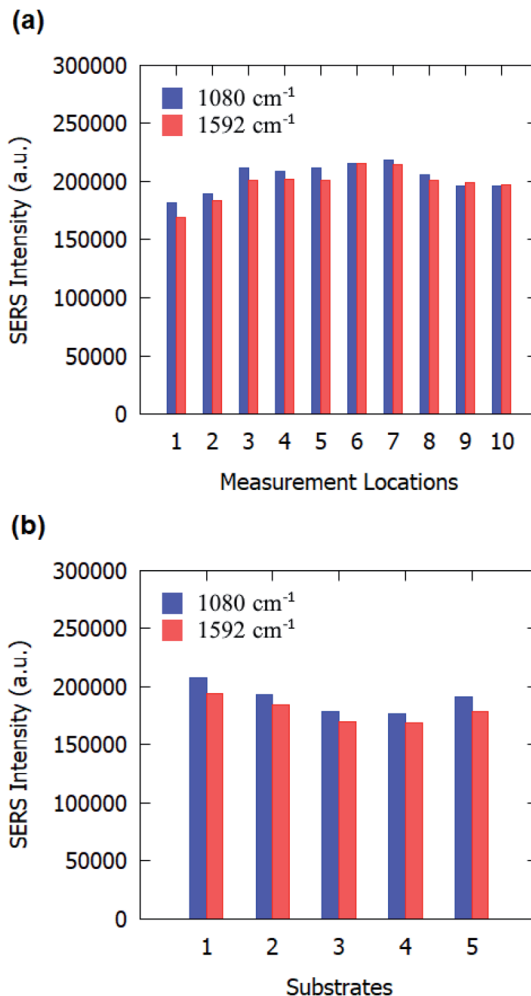 (a)
300000
250000
200000
150000
100000
50000
0
SERS Intensity (a.u.)
1080 cm⁻¹
1592 cm⁻¹
1 2 3 4 5 6 7 8 9 10
Measurement Locations
(b)
300000
250000
200000
150000
100000
50000
0
SERS Intensity (a.u.)
1080 cm⁻¹
1592 cm⁻¹
1 2 3 4 5
Substrates